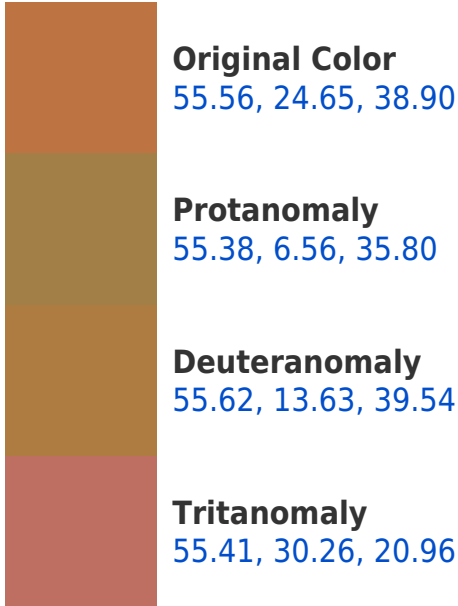 Original Color
55.56, 24.65, 38.90
Protanomaly
55.38, 6.56, 35.80
Deuteranomaly
55.62, 13.63, 39.54
Tritanomaly
55.41, 30.26, 20.96